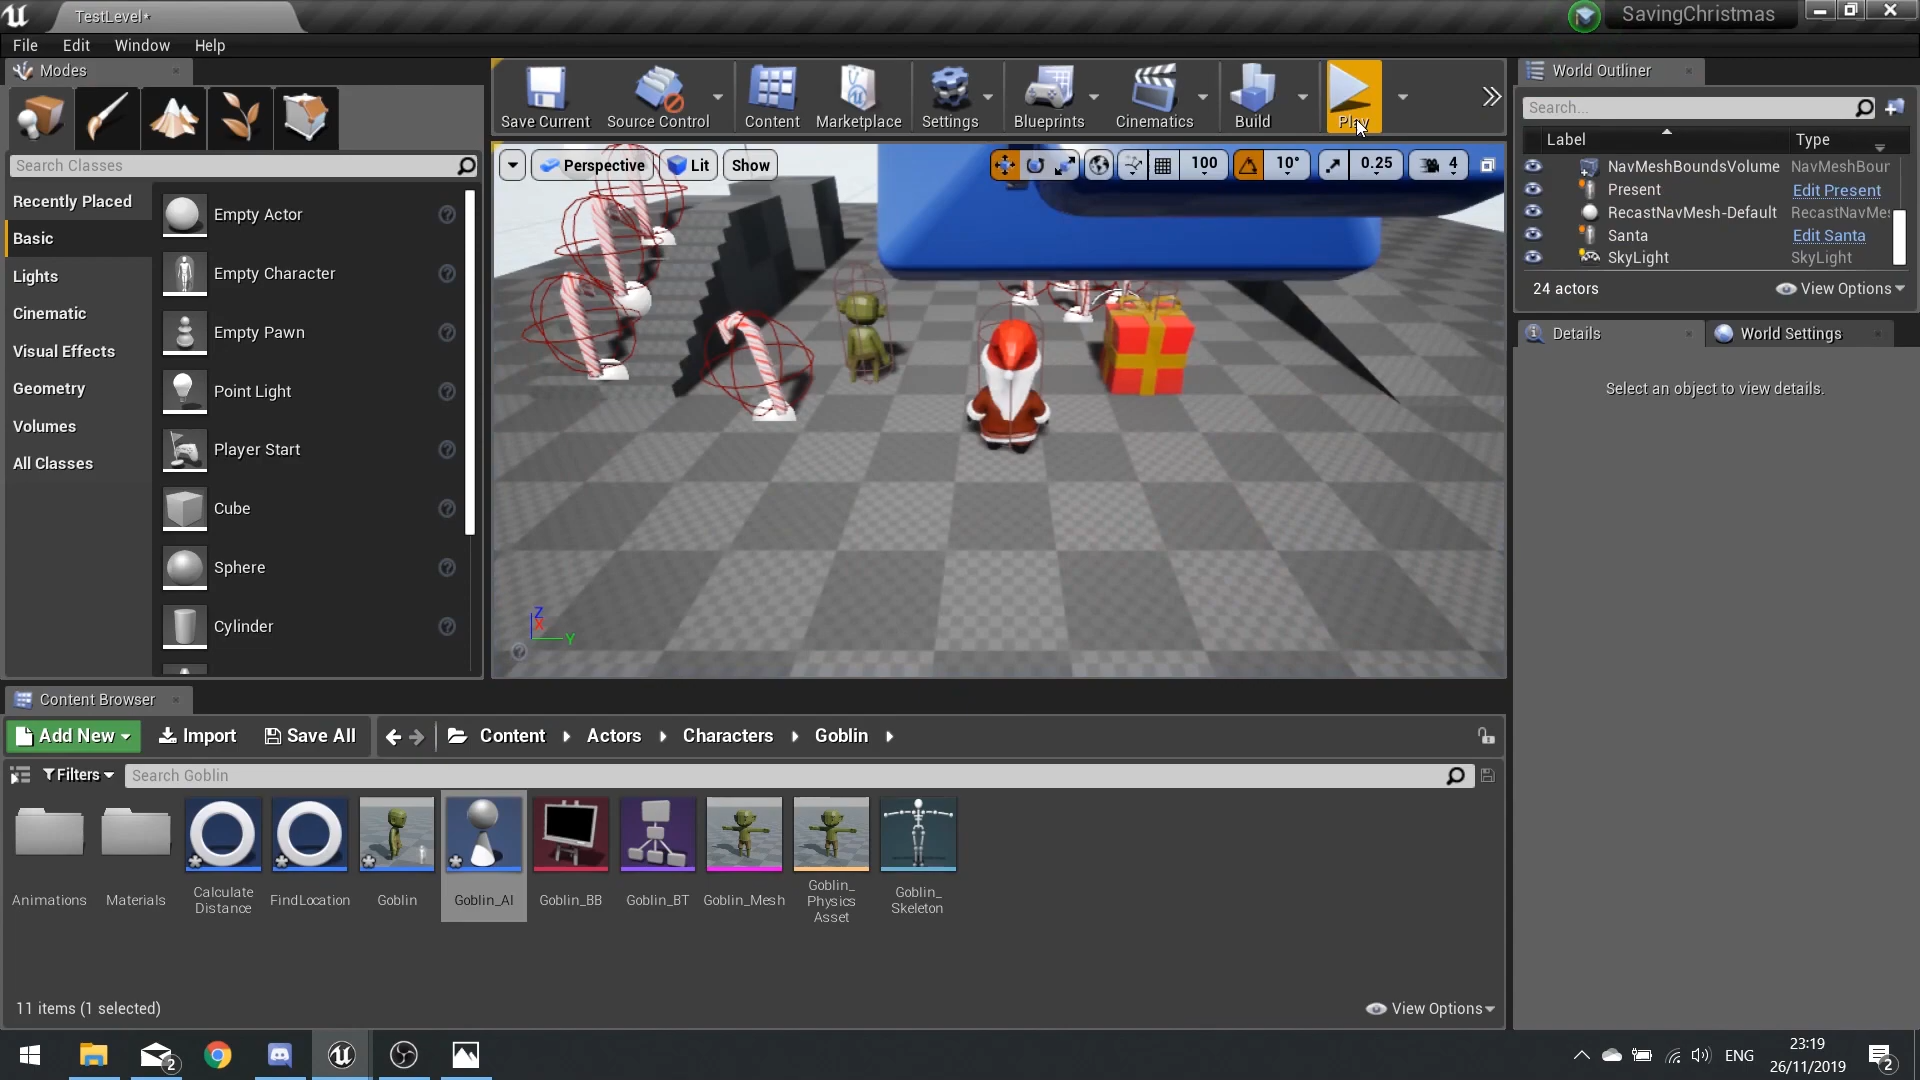 TestLevel*
SavingChristmas
File Edit Window Help
Modes
Save Current Source Control Content Marketplace Settings Blueprints Cinematics Build Play
World Outliner
Search...
Label Type
Search Classes
Perspective Lit Show 100 10° 0.25 4
NavMeshBoundsVolume NavMeshBoun
Present Edit Present
RecastNavMesh-Default RecastNavMes
Santa Edit Santa
SkyLight SkyLight
24 actors View Options
Details World Settings
Select an object to view details.
Recently Placed
Basic
Lights
Cinematic
Visual Effects
Geometry
Volumes
All Classes
Empty Actor
Empty Character
Empty Pawn
Point Light
Player Start
Cube
Sphere
Cylinder
Z
X
Y
Content Browser
Add New Import Save All Content Actors Characters Goblin
Filters Search Goblin
Animations
Materials
Calculate
Distance
FindLocation
Goblin
Goblin_AI
Goblin_BB
Goblin_BT
Goblin_Mesh
Goblin_
Physics
Asset
Goblin_
Skeleton
11 items (1 selected) View Options
2
ENG
23:19
26/11/2019
2